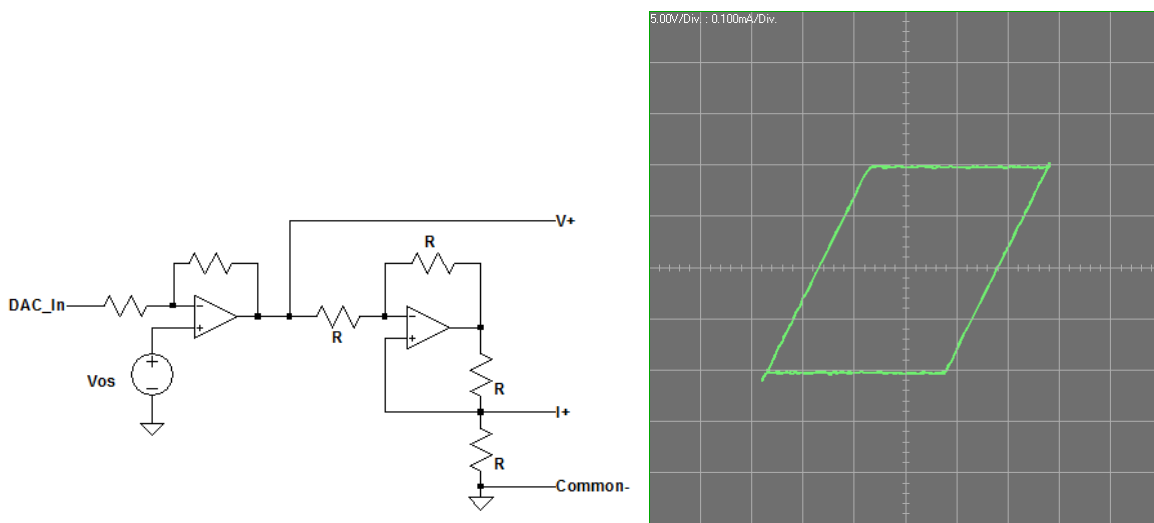 5.00V/Div. : 0.100mA/Div.
V+
R
DAC_In
R
Vos
R
I+
R
Common-